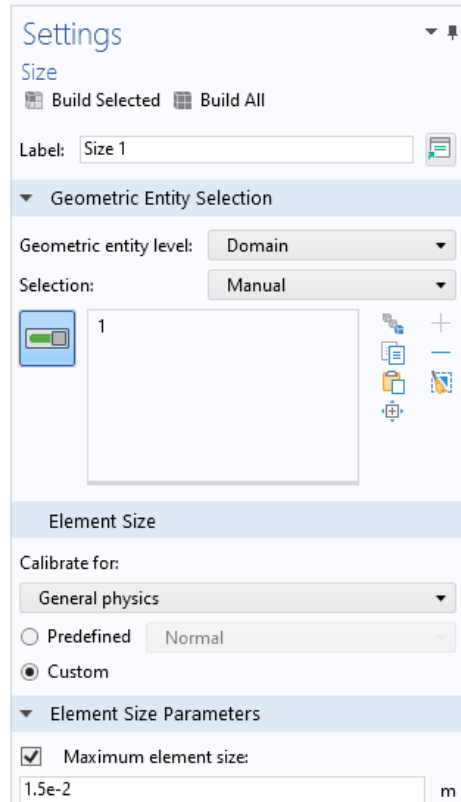 Settings
Size
Build Selected Build All
Label: Size 1
Geometric Entity Selection
Geometric entity level: Domain
Selection: Manual
1
Element Size
Calibrate for:
General physics
Predefined Normal
Custom
Element Size Parameters
Maximum element size:
1.5e-2 m